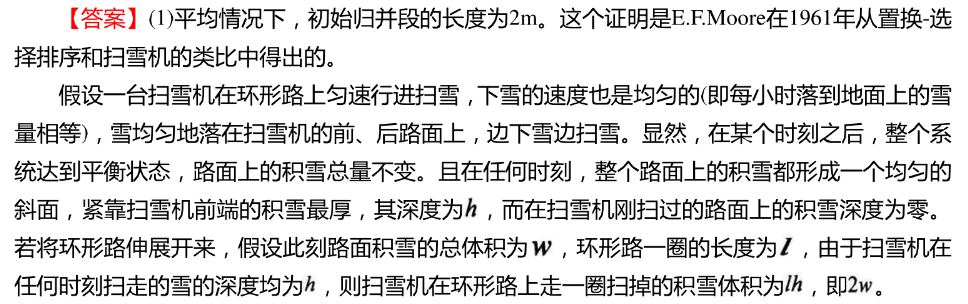 【答案】(1)平均情况下，初始归并段的长度为2m。这个证明是E.F.Moore在1961年从置换-选
择排序和扫雪机的类比中得出的。
假设一台扫雪机在环形路上匀速行进扫雪，下雪的速度也是均匀的(即每小时落到地面上的雪
量相等)，雪均匀地落在扫雪机的前、后路面上，边下雪边扫雪。显然，在某个时刻之后，整个系
统达到平衡状态，路面上的积雪总量不变。且在任何时刻，整个路面上的积雪都形成一个均匀的
斜面，紧靠扫雪机前端的积雪最厚，其深度为h，而在扫雪机刚扫过的路面上的积雪深度为零。
若将环形路伸展开来，假设此刻路面积雪的总体积为w，环形路一圈的长度为l，由于扫雪机在
任何时刻扫走的雪的深度均为h，则扫雪机在环形路上走一圈扫掉的积雪体积为lh，即2w。